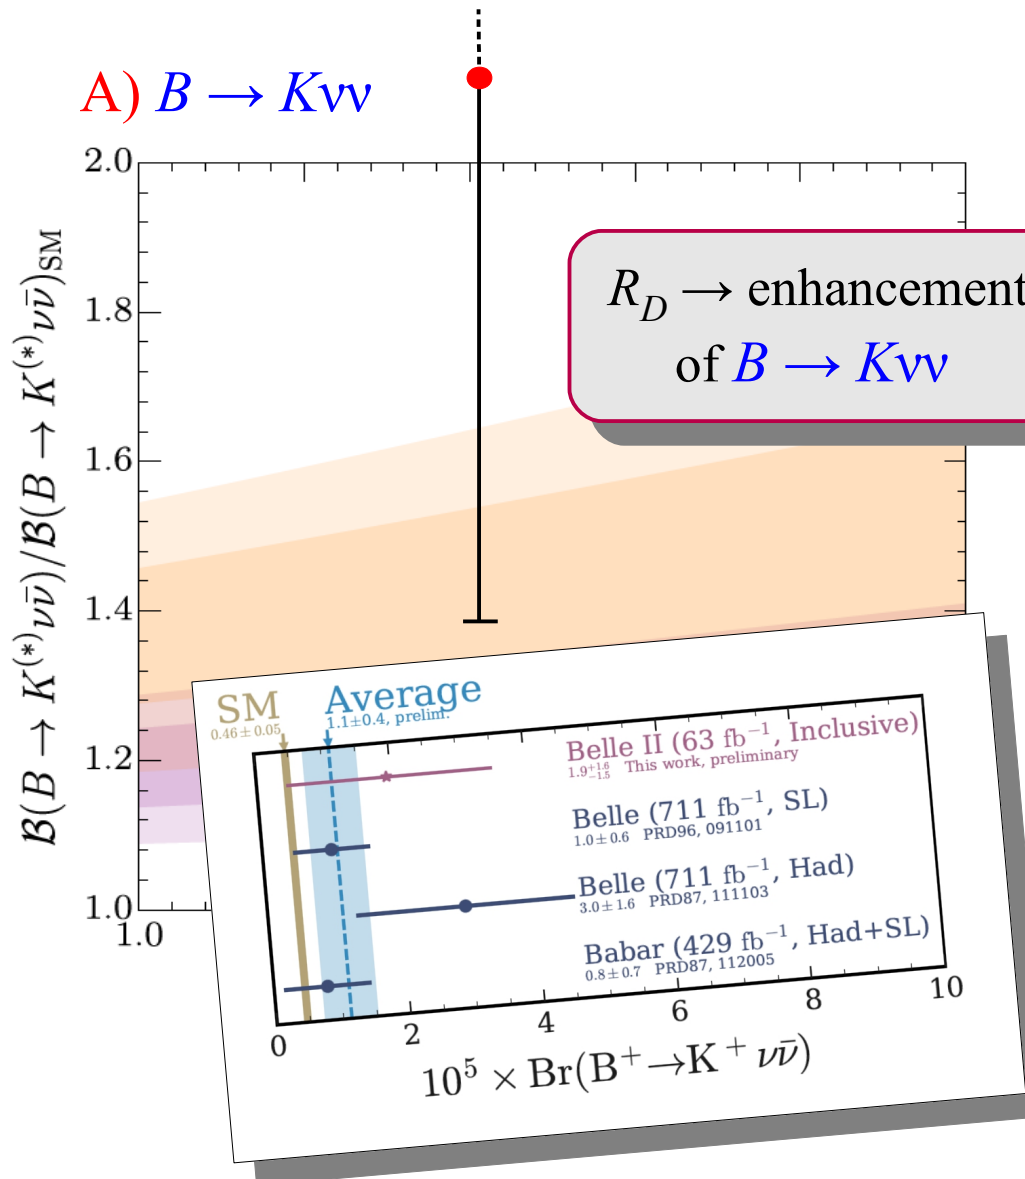 A) B → Kνν
2.0
1.8
1.6
1.4
1.2
1.0
1.0
B(B → K^(*)νν̄)/B(B → K^(*)νν̄)_SM
R_D → enhancement
of B → Kνν
SM
0.46±0.05
Average
1.1±0.4, prelim.
Belle II (63 fb⁻¹, Inclusive)
1.9^{+1.6}_{−1.5} This work, preliminary
Belle (711 fb⁻¹, SL)
1.0±0.6 PRD96, 091101
Belle (711 fb⁻¹, Had)
3.0±1.6 PRD87, 111103
Babar (429 fb⁻¹, Had+SL)
0.8±0.7 PRD87, 112005
0 2 4 6 8 10
10⁵ × Br(B⁺→K⁺ νν̄)